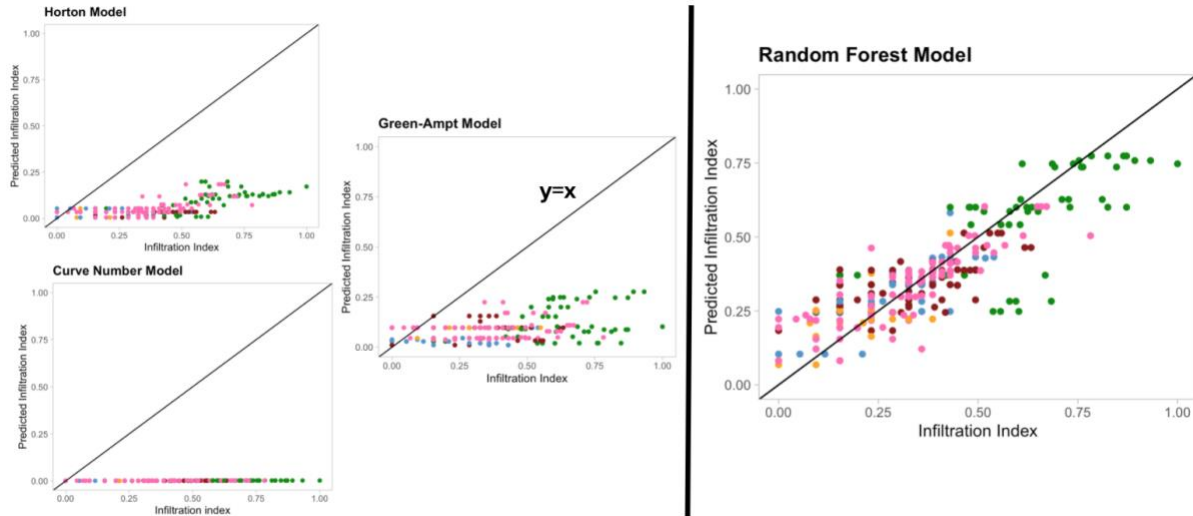 Horton Model
Predicted Infiltration Index
1.00
0.75
0.50
0.25
0.00
0.00 0.25 0.50 0.75 1.00
Infiltration Index
Curve Number Model
Predicted Infiltration Index
1.00
0.75
0.50
0.25
0.00
0.00 0.25 0.50 0.75 1.00
Infiltration index
Green-Ampt Model
Predicted Infiltration Index
1.00
0.75
0.50
0.25
0.00
y=x
0.00 0.25 0.50 0.75 1.00
Infiltration Index
Random Forest Model
Predicted Infiltration Index
1.00
0.75
0.50
0.25
0.00
0.00 0.25 0.50 0.75 1.00
Infiltration Index